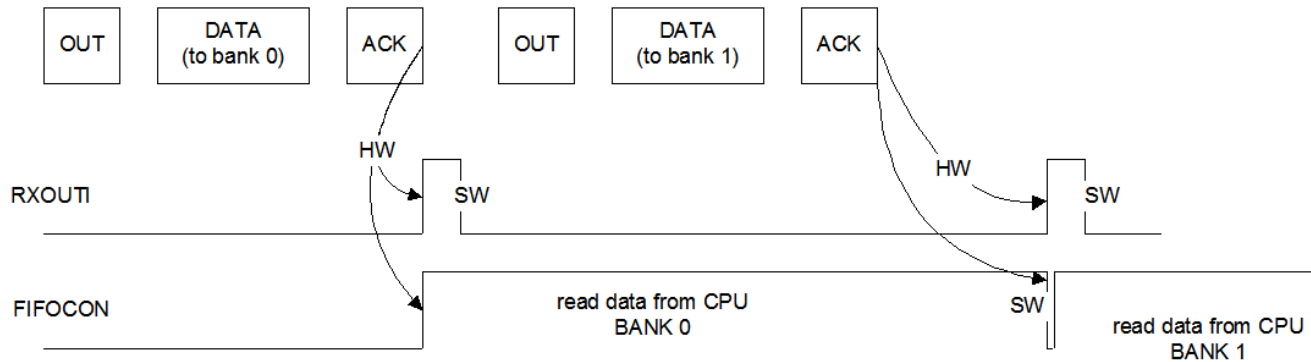 OUT
DATA
(to bank 0)
ACK
OUT
DATA
(to bank 1)
ACK
HW
HW
RXOUTI
SW
SW
FIFOCON
read data from CPU
BANK 0
SW
read data from CPU
BANK 1